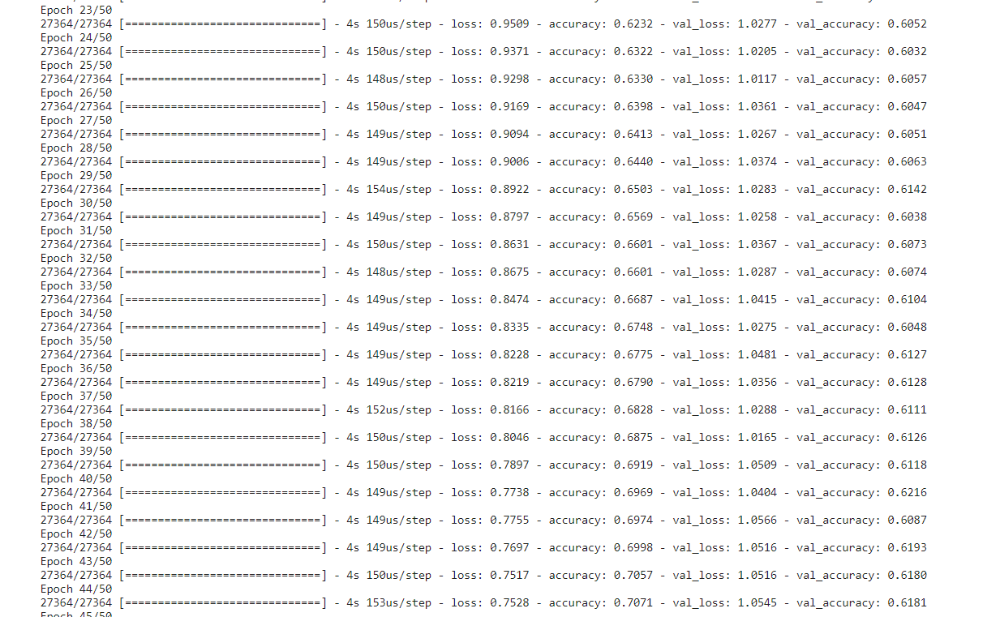 Epoch 23/50
27364/27364 [==============================] - 4s 150us/step - loss: 0.9509 - accuracy: 0.6232 - val_loss: 1.0277 - val_accuracy: 0.6052
Epoch 24/50
27364/27364 [==============================] - 4s 150us/step - loss: 0.9371 - accuracy: 0.6322 - val_loss: 1.0205 - val_accuracy: 0.6032
Epoch 25/50
27364/27364 [==============================] - 4s 148us/step - loss: 0.9298 - accuracy: 0.6330 - val_loss: 1.0117 - val_accuracy: 0.6057
Epoch 26/50
27364/27364 [==============================] - 4s 150us/step - loss: 0.9169 - accuracy: 0.6398 - val_loss: 1.0361 - val_accuracy: 0.6047
Epoch 27/50
27364/27364 [==============================] - 4s 149us/step - loss: 0.9094 - accuracy: 0.6413 - val_loss: 1.0267 - val_accuracy: 0.6051
Epoch 28/50
27364/27364 [==============================] - 4s 149us/step - loss: 0.9006 - accuracy: 0.6440 - val_loss: 1.0374 - val_accuracy: 0.6063
Epoch 29/50
27364/27364 [==============================] - 4s 154us/step - loss: 0.8922 - accuracy: 0.6503 - val_loss: 1.0283 - val_accuracy: 0.6142
Epoch 30/50
27364/27364 [==============================] - 4s 149us/step - loss: 0.8797 - accuracy: 0.6569 - val_loss: 1.0258 - val_accuracy: 0.6038
Epoch 31/50
27364/27364 [==============================] - 4s 150us/step - loss: 0.8631 - accuracy: 0.6601 - val_loss: 1.0367 - val_accuracy: 0.6073
Epoch 32/50
27364/27364 [==============================] - 4s 148us/step - loss: 0.8675 - accuracy: 0.6601 - val_loss: 1.0287 - val_accuracy: 0.6074
Epoch 33/50
27364/27364 [==============================] - 4s 149us/step - loss: 0.8474 - accuracy: 0.6687 - val_loss: 1.0415 - val_accuracy: 0.6104
Epoch 34/50
27364/27364 [==============================] - 4s 149us/step - loss: 0.8335 - accuracy: 0.6748 - val_loss: 1.0275 - val_accuracy: 0.6048
Epoch 35/50
27364/27364 [==============================] - 4s 149us/step - loss: 0.8228 - accuracy: 0.6775 - val_loss: 1.0481 - val_accuracy: 0.6127
Epoch 36/50
27364/27364 [==============================] - 4s 149us/step - loss: 0.8219 - accuracy: 0.6790 - val_loss: 1.0356 - val_accuracy: 0.6128
Epoch 37/50
27364/27364 [==============================] - 4s 152us/step - loss: 0.8166 - accuracy: 0.6828 - val_loss: 1.0288 - val_accuracy: 0.6111
Epoch 38/50
27364/27364 [==============================] - 4s 150us/step - loss: 0.8046 - accuracy: 0.6875 - val_loss: 1.0165 - val_accuracy: 0.6126
Epoch 39/50
27364/27364 [==============================] - 4s 150us/step - loss: 0.7897 - accuracy: 0.6919 - val_loss: 1.0509 - val_accuracy: 0.6118
Epoch 40/50
27364/27364 [==============================] - 4s 149us/step - loss: 0.7738 - accuracy: 0.6969 - val_loss: 1.0404 - val_accuracy: 0.6216
Epoch 41/50
27364/27364 [==============================] - 4s 149us/step - loss: 0.7755 - accuracy: 0.6974 - val_loss: 1.0566 - val_accuracy: 0.6087
Epoch 42/50
27364/27364 [==============================] - 4s 149us/step - loss: 0.7697 - accuracy: 0.6998 - val_loss: 1.0516 - val_accuracy: 0.6193
Epoch 43/50
27364/27364 [==============================] - 4s 150us/step - loss: 0.7517 - accuracy: 0.7057 - val_loss: 1.0516 - val_accuracy: 0.6180
Epoch 44/50
27364/27364 [==============================] - 4s 153us/step - loss: 0.7528 - accuracy: 0.7071 - val_loss: 1.0545 - val_accuracy: 0.6181
Epoch 45/50